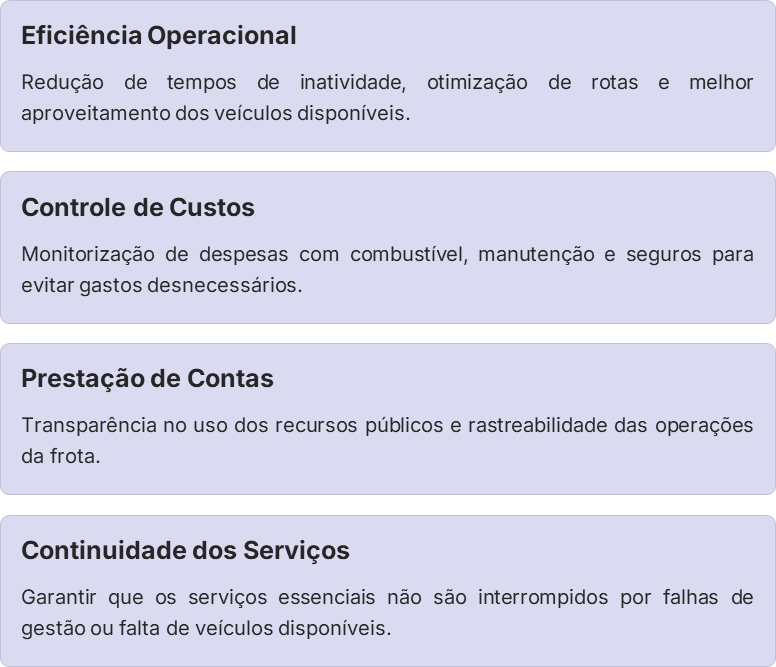 Eficiência Operacional
Redução de tempos de inatividade, otimização de rotas e melhor
aproveitamento dos veículos disponíveis.
Controle de Custos
Monitorização de despesas com combustível, manutenção e seguros para
evitar gastos desnecessários.
Prestação de Contas
Transparência no uso dos recursos públicos e rastreabilidade das operações
da frota.
Continuidade dos Serviços
Garantir que os serviços essenciais não são interrompidos por falhas de
gestão ou falta de veículos disponíveis.